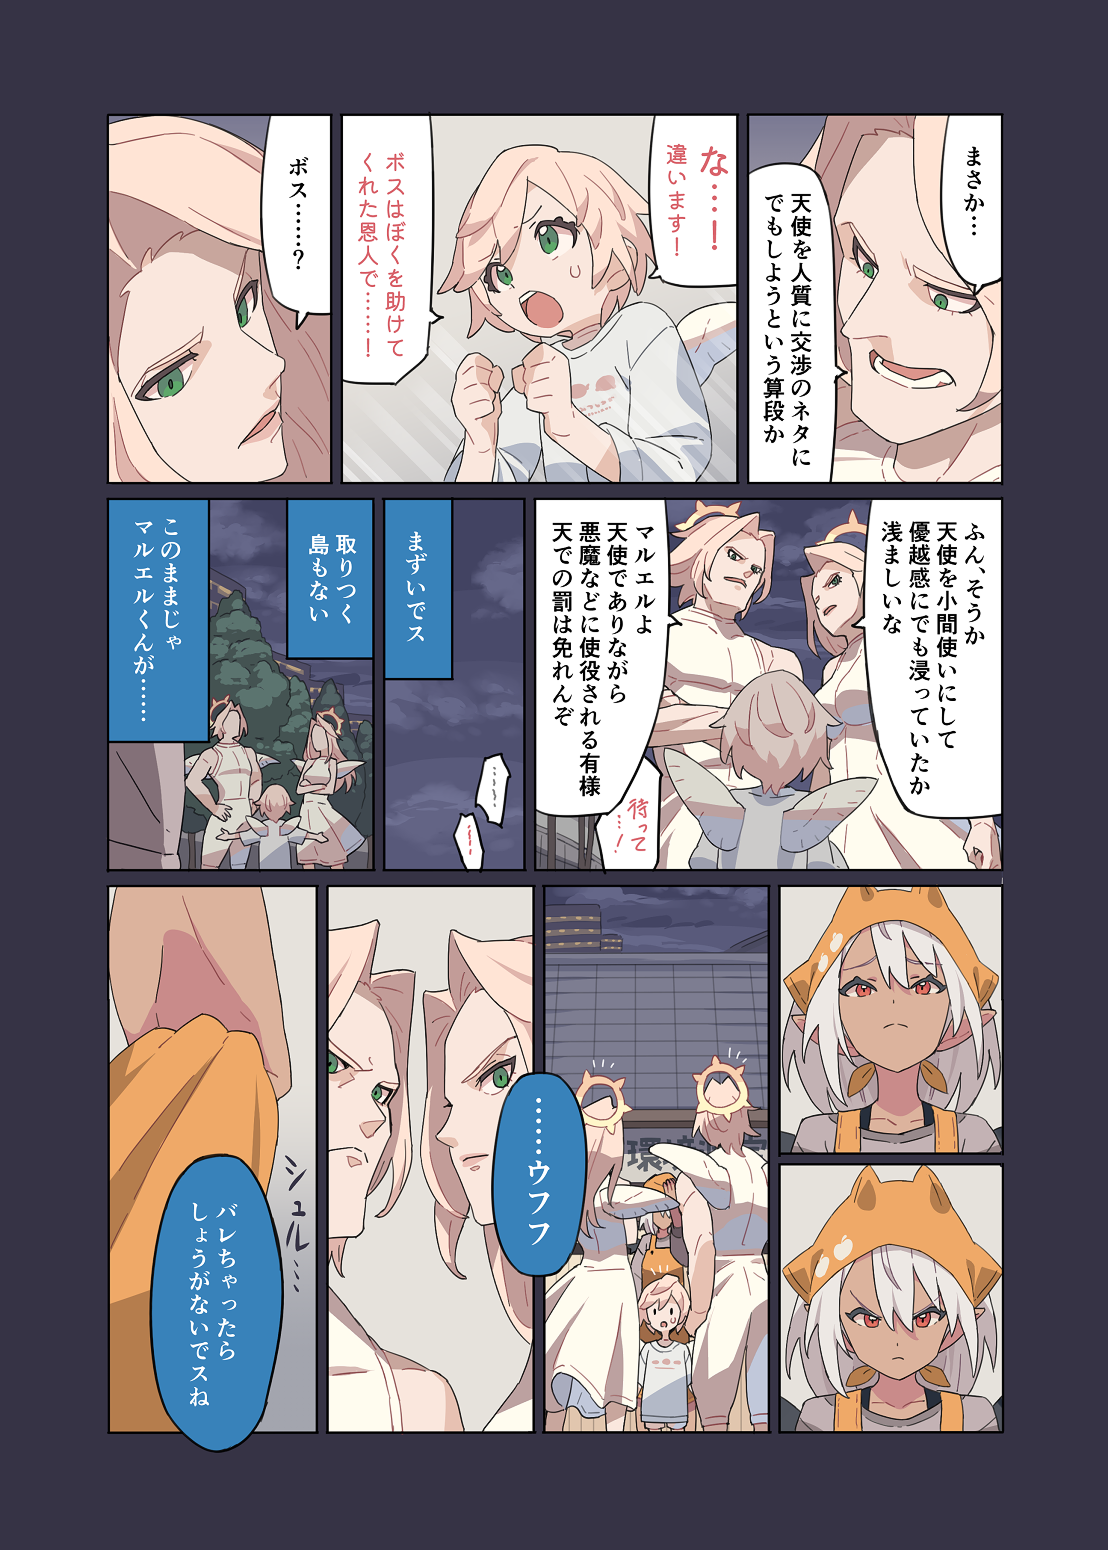 まさか…
天使を人質に交渉のネタに
でもしようという算段か
な…！
違います！
ボスはぼくを助けて
くれた恩人で……！
ボス……？
ふん、そうか
天使を小間使いにして
優越感にでも浸っていたか
浅ましいな
マルエルよ
天使でありながら
悪魔などに使役される有様
天での罰は免れんぞ
待って
…！
まずいでス
取りつく
島もない
このままじゃ
マルエルくんが……
……ウフフ
シュル…
バレちゃったら
しょうがないでスね